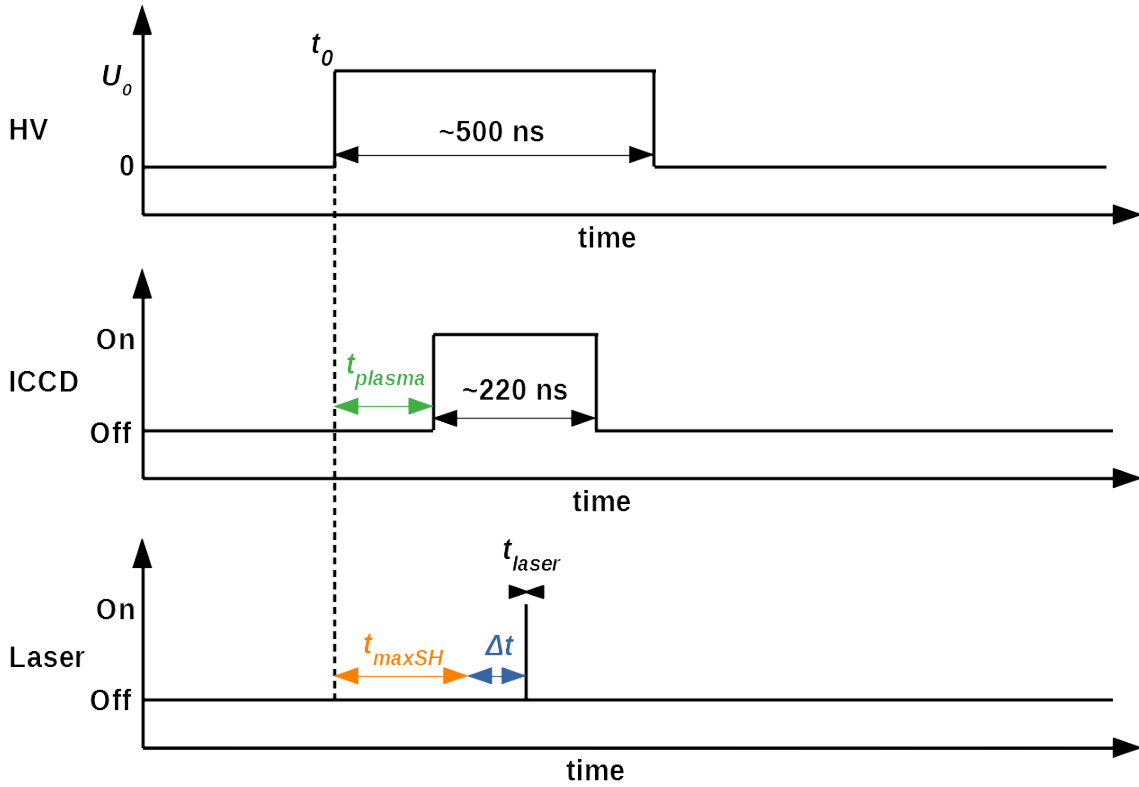 t0
U0
HV
~500 ns
0
time
On
tplasma
ICCD
~220 ns
Off
time
tlaser
On
tmaxSH
Δt
Laser
Off
time